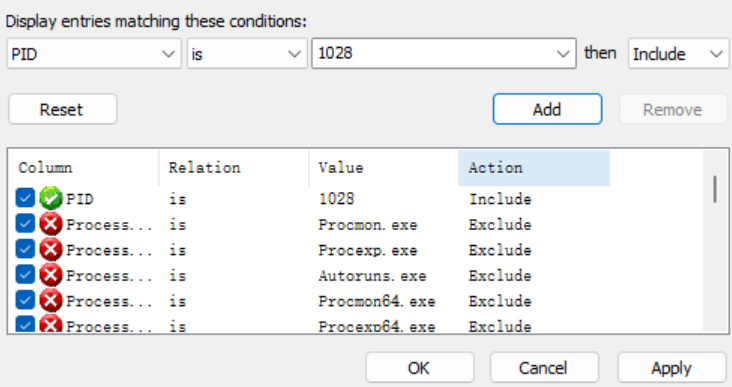 Display entries matching these conditions:
PID is 1028 then Include
Reset Add Remove
Column Relation Value Action
PID is 1028 Include
Process... is Procmon.exe Exclude
Process... is Procexp.exe Exclude
Process... is Autoruns.exe Exclude
Process... is Procmon64.exe Exclude
Process... is Procexp64.exe Exclude
OK Cancel Apply